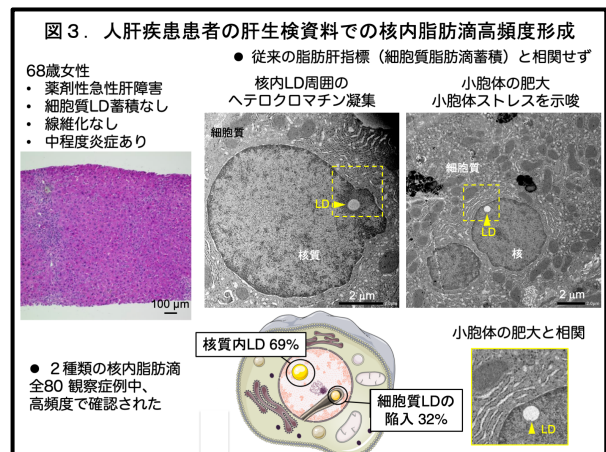 図３．人肝疾患患者の肝生検資料での核内脂肪滴高頻度形成
● 従来の脂肪肝指標（細胞質脂肪滴蓄積）と相関せず
68歳女性
• 薬剤性急性肝障害
• 細胞質LD蓄積なし
• 線維化なし
• 中程度炎症あり
100 μm
核内LD周囲の
ヘテロクロマチン凝集
細胞質
LD
核質
2 μm
小胞体の肥大
小胞体ストレスを示唆
細胞質
LD
核
2 μm
● ２種類の核内脂肪滴
全80 観察症例中、
高頻度で確認された
核質内LD 69%
細胞質LDの
陥入 32%
小胞体の肥大と相関
LD